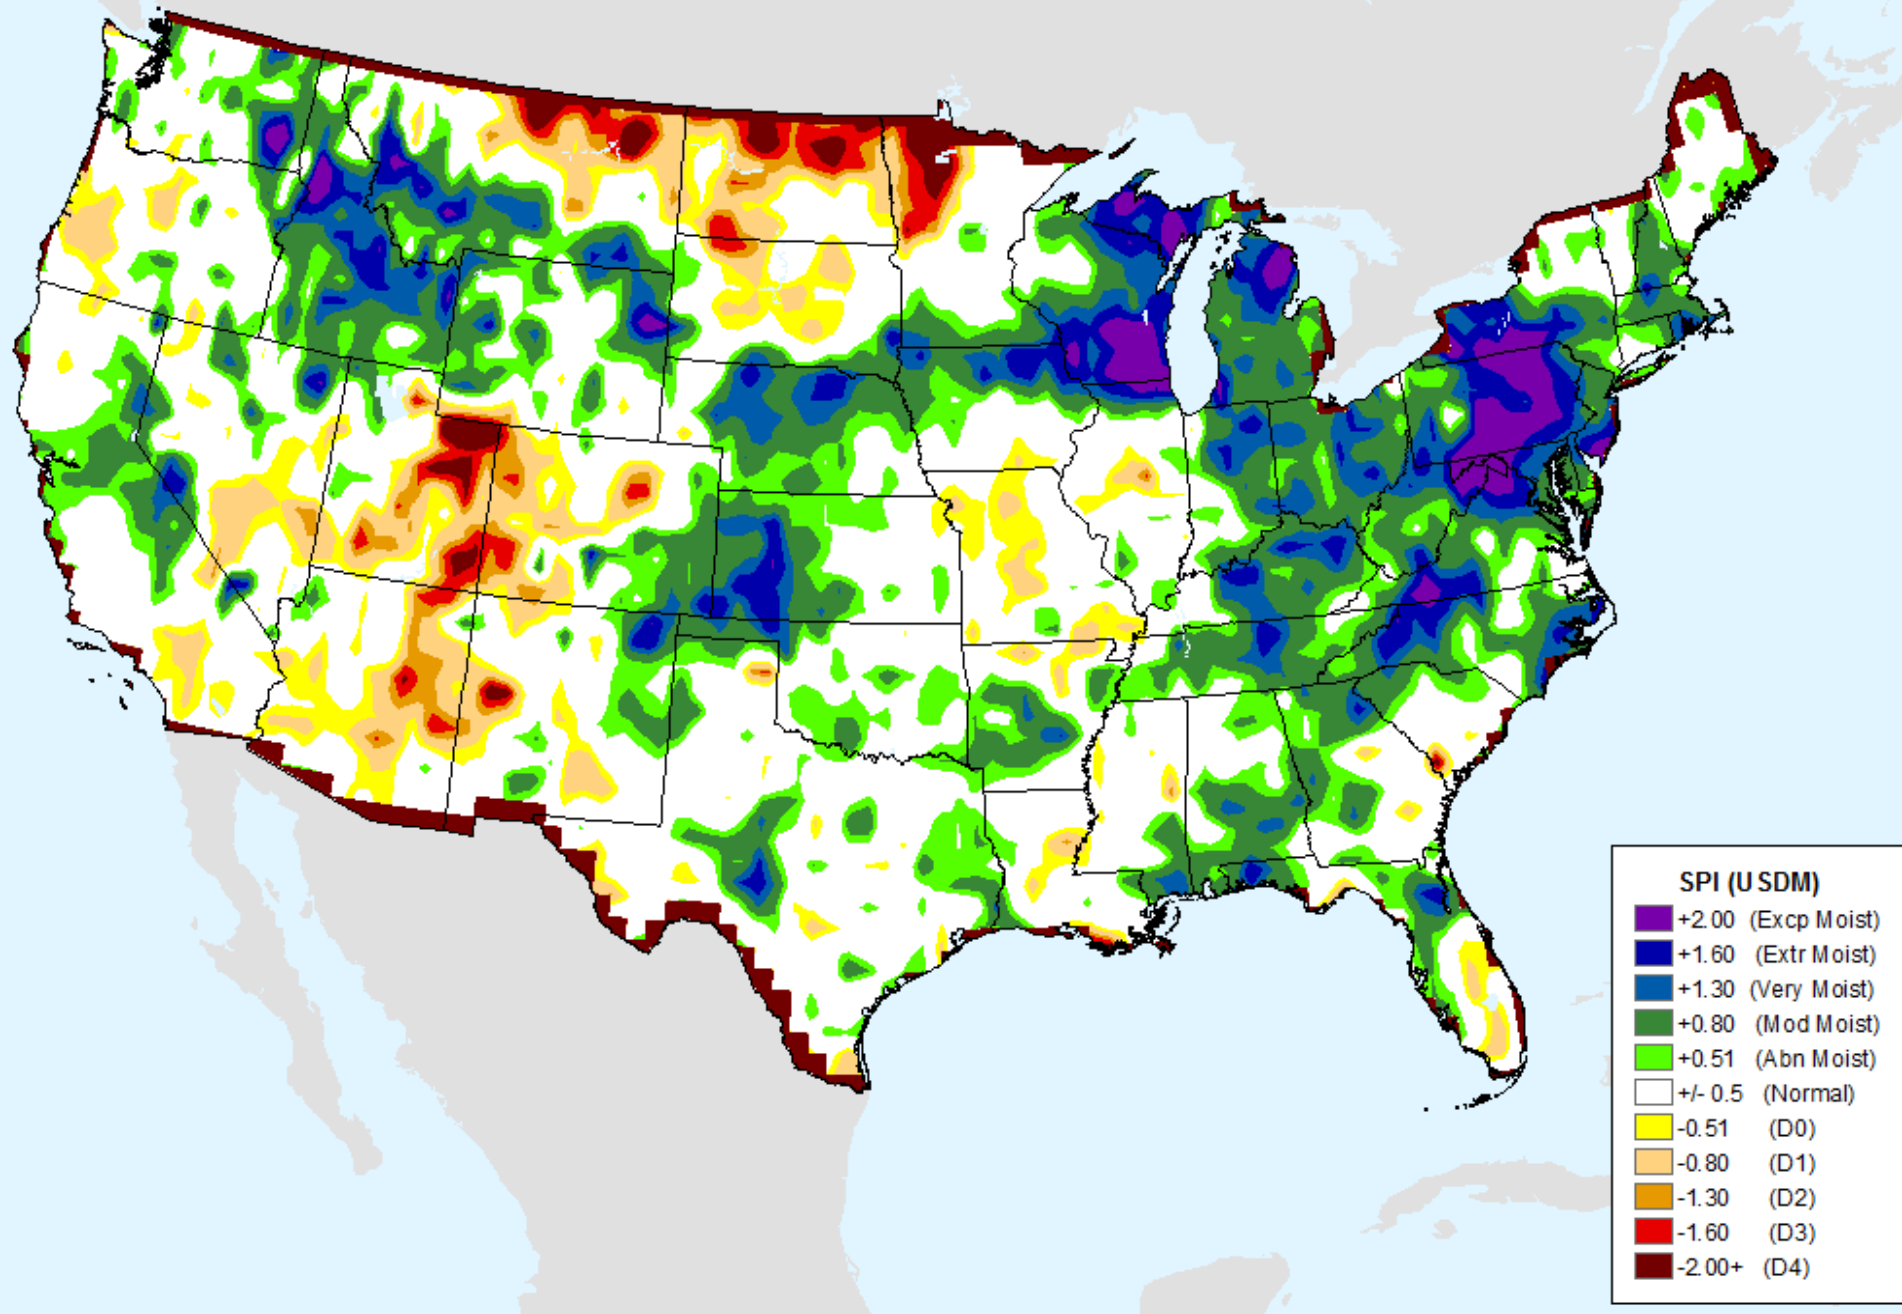 SPI (USDM)
+2.00 (Excp Moist)
+1.60 (Extr Moist)
+1.30 (Very Moist)
+0.80 (Mod Moist)
+0.51 (Abn Moist)
+/- 0.5 (Normal)
-0.51 (D0)
-0.80 (D1)
-1.30 (D2)
-1.60 (D3)
-2.00+ (D4)